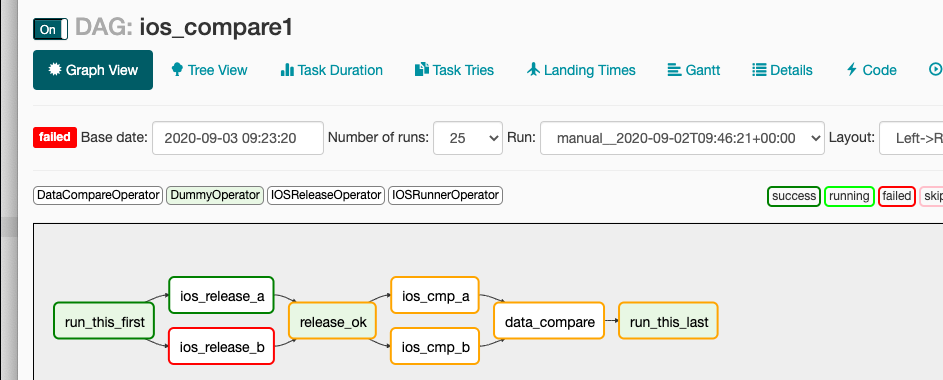 On DAG: ios_compare1
Graph View Tree View Task Duration Task Tries Landing Times Gantt Details Code
failed Base date: 2020-09-03 09:23:20 Number of runs: 25 Run: manual__2020-09-02T09:46:21+00:00 Layout: Left->R
DataCompareOperator DummyOperator IOSReleaseOperator IOSRunnerOperator success running failed skip
ios_release_a ios_cmp_a
run_this_first release_ok data_compare run_this_last
ios_release_b ios_cmp_b